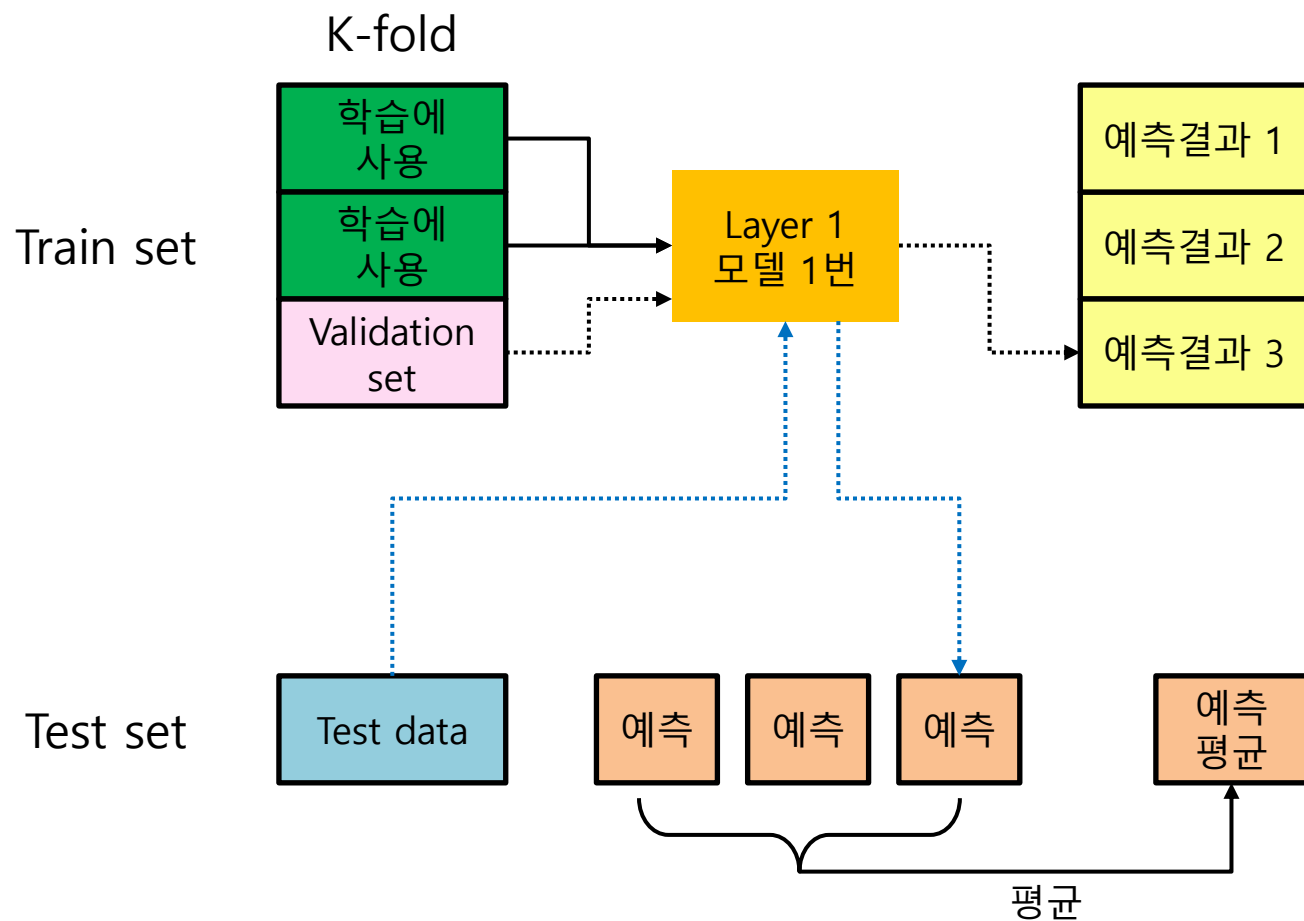 K-fold
Train set
학습에
사용
학습에
사용
Validation
set
Layer 1
모델 1번
예측결과 1
예측결과 2
예측결과 3
Test set
Test data
예측
예측
예측
예측
평균
평균